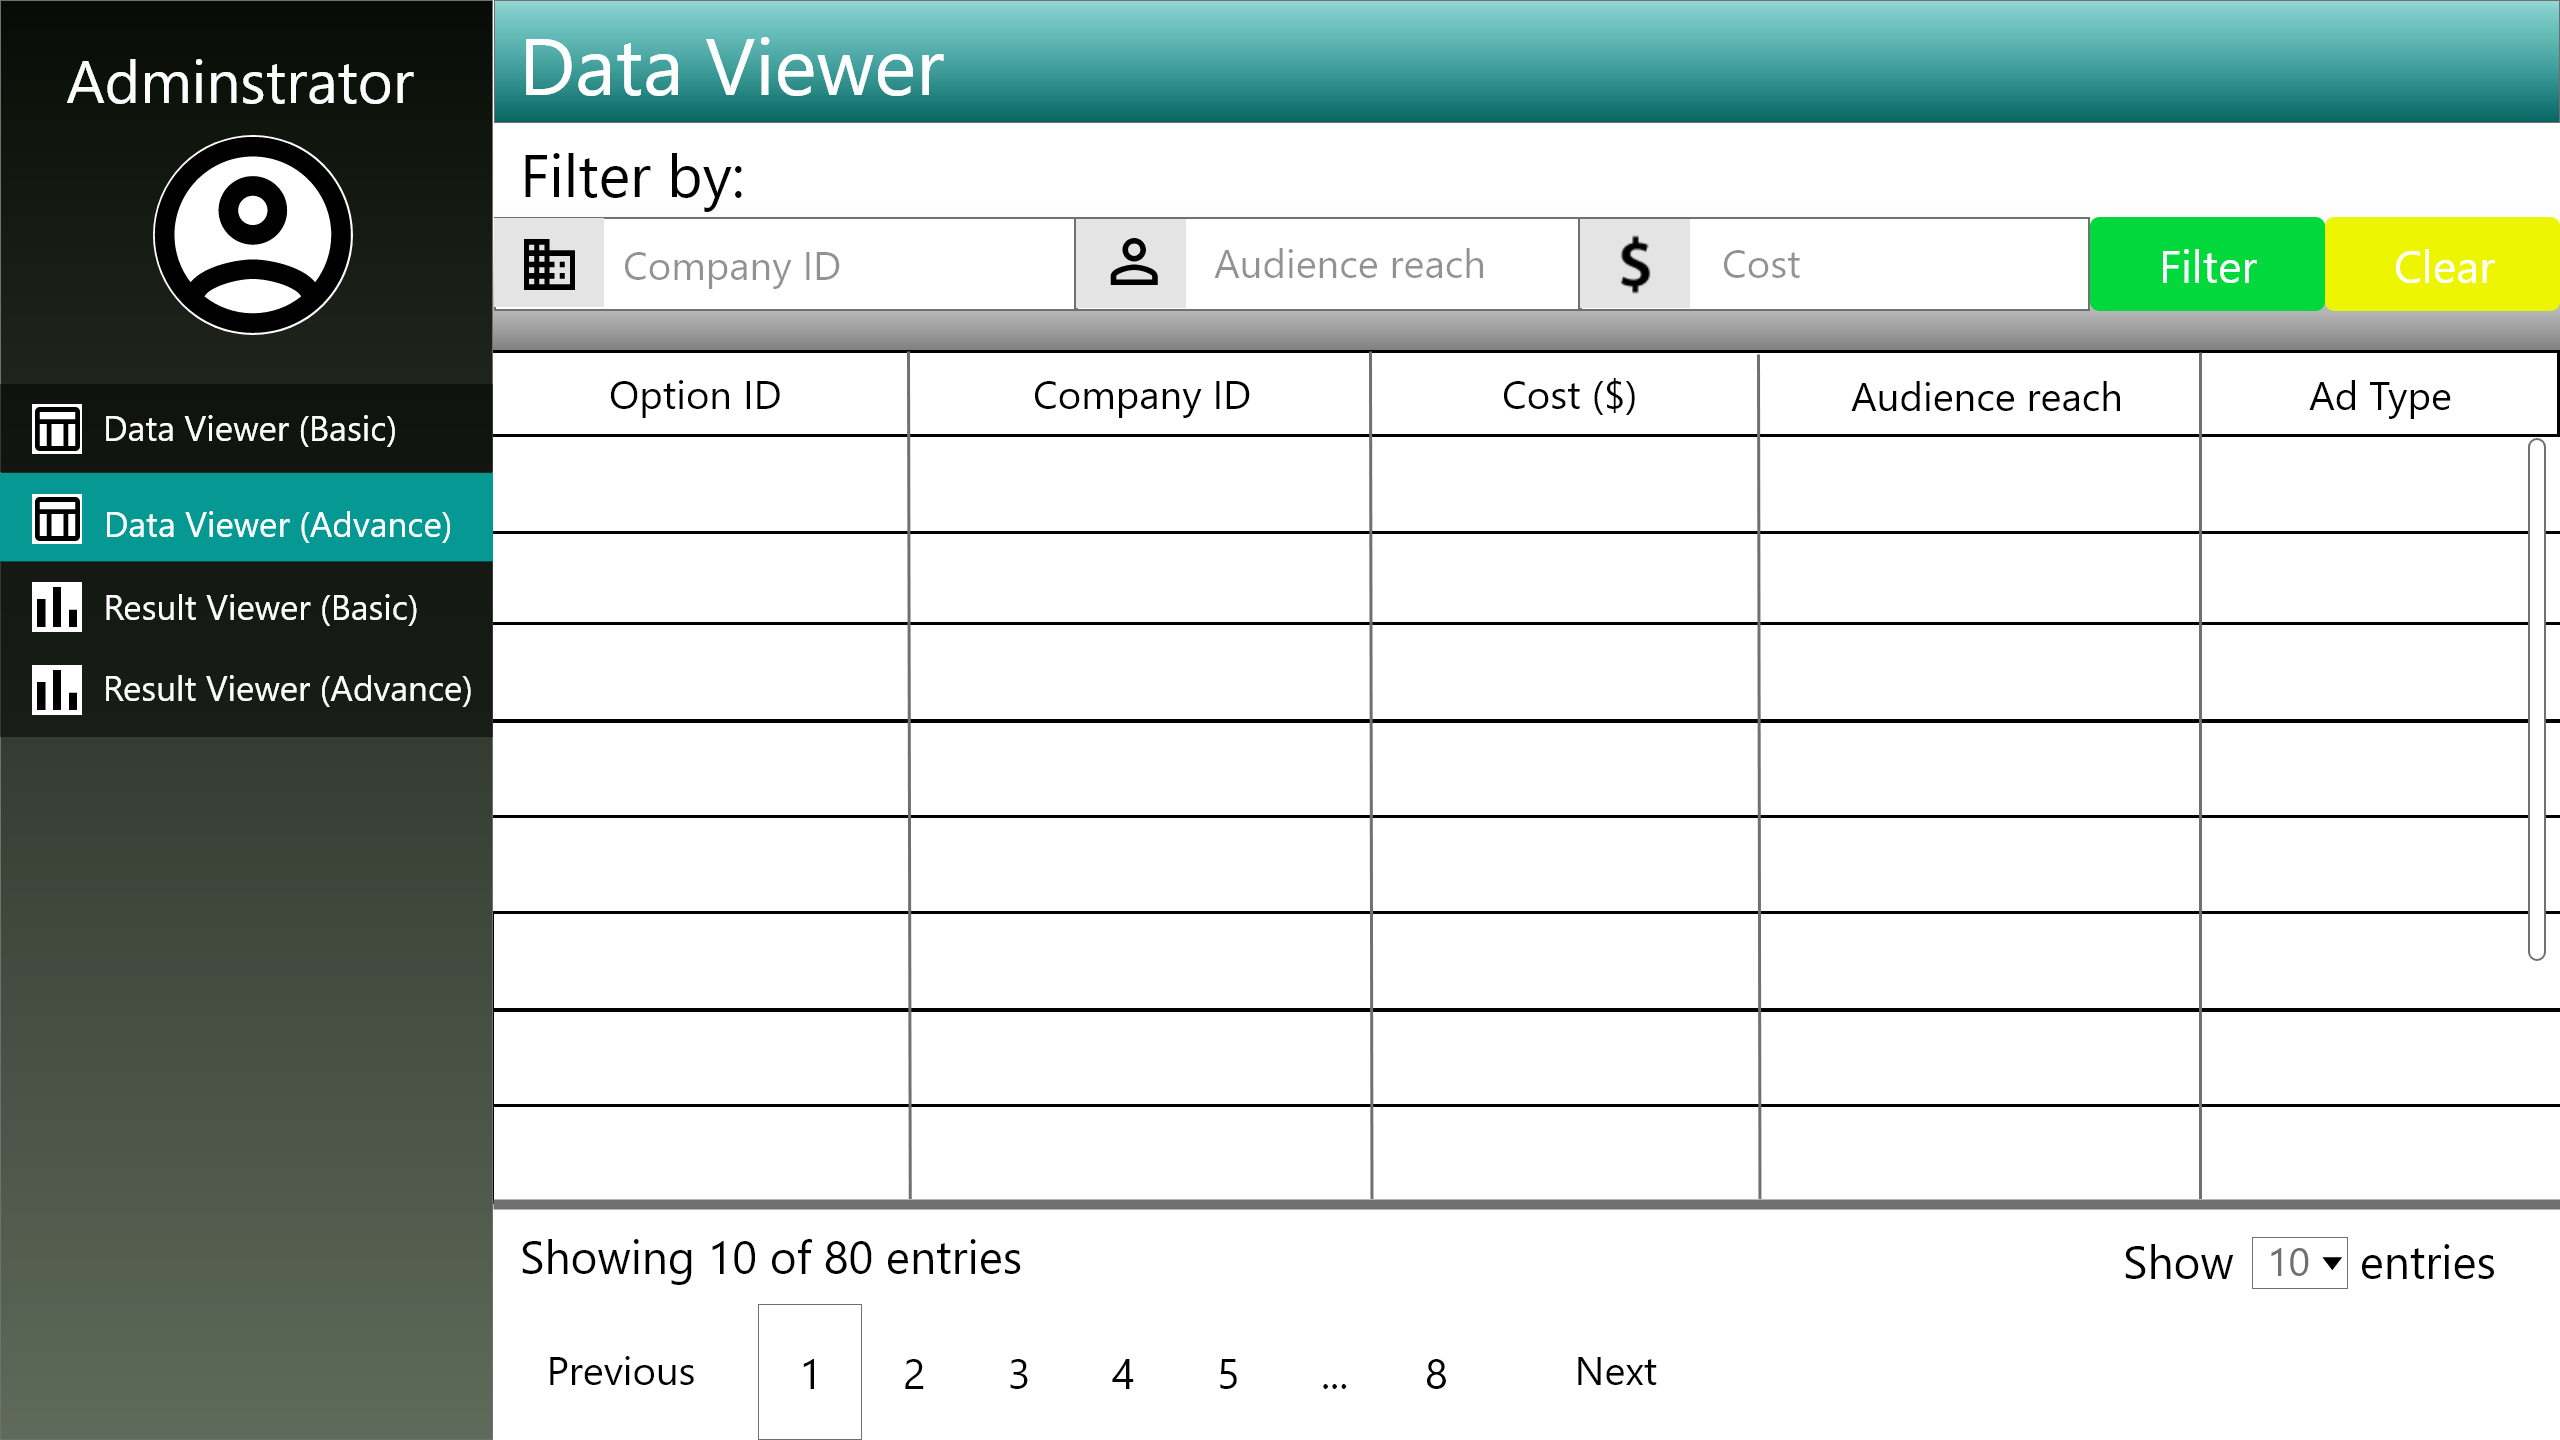 Adminstrator
Data Viewer (Basic)
Data Viewer (Advance)
Result Viewer (Basic)
Result Viewer (Advance)
Data Viewer
Filter by:
Company ID
Audience reach
$ Cost
Filter
Clear
Option ID Company ID Cost ($) Audience reach Ad Type
Showing 10 of 80 entries
Show 10 entries
Previous 1 2 3 4 5 ... 8 Next